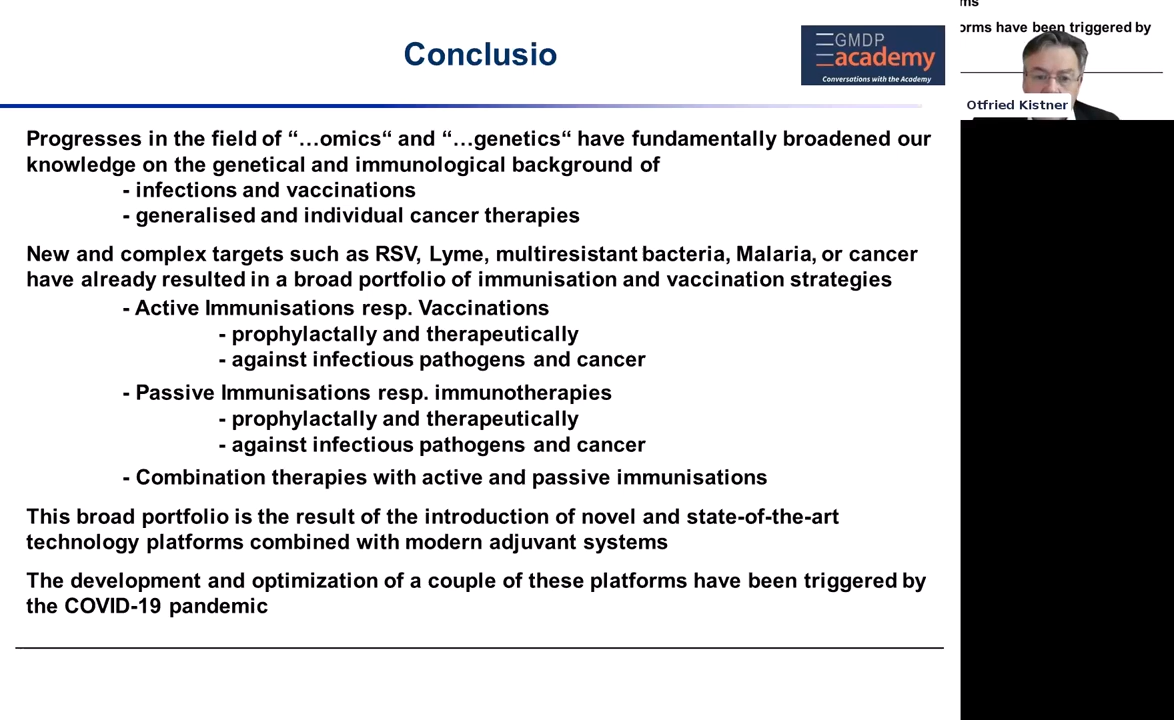 Conclusio
GMDP
academy
Conversations with the Academy
Progresses in the field of “…omics“ and “…genetics“ have fundamentally broadened our
knowledge on the genetical and immunological background of
- infections and vaccinations
- generalised and individual cancer therapies
New and complex targets such as RSV, Lyme, multiresistant bacteria, Malaria, or cancer
have already resulted in a broad portfolio of immunisation and vaccination strategies
- Active Immunisations resp. Vaccinations
- prophylactally and therapeutically
- against infectious pathogens and cancer
- Passive Immunisations resp. immunotherapies
- prophylactally and therapeutically
- against infectious pathogens and cancer
- Combination therapies with active and passive immunisations
This broad portfolio is the result of the introduction of novel and state-of-the-art
technology platforms combined with modern adjuvant systems
The development and optimization of a couple of these platforms have been triggered by
the COVID-19 pandemic
ms
orms have been triggered by
Otfried Kistner